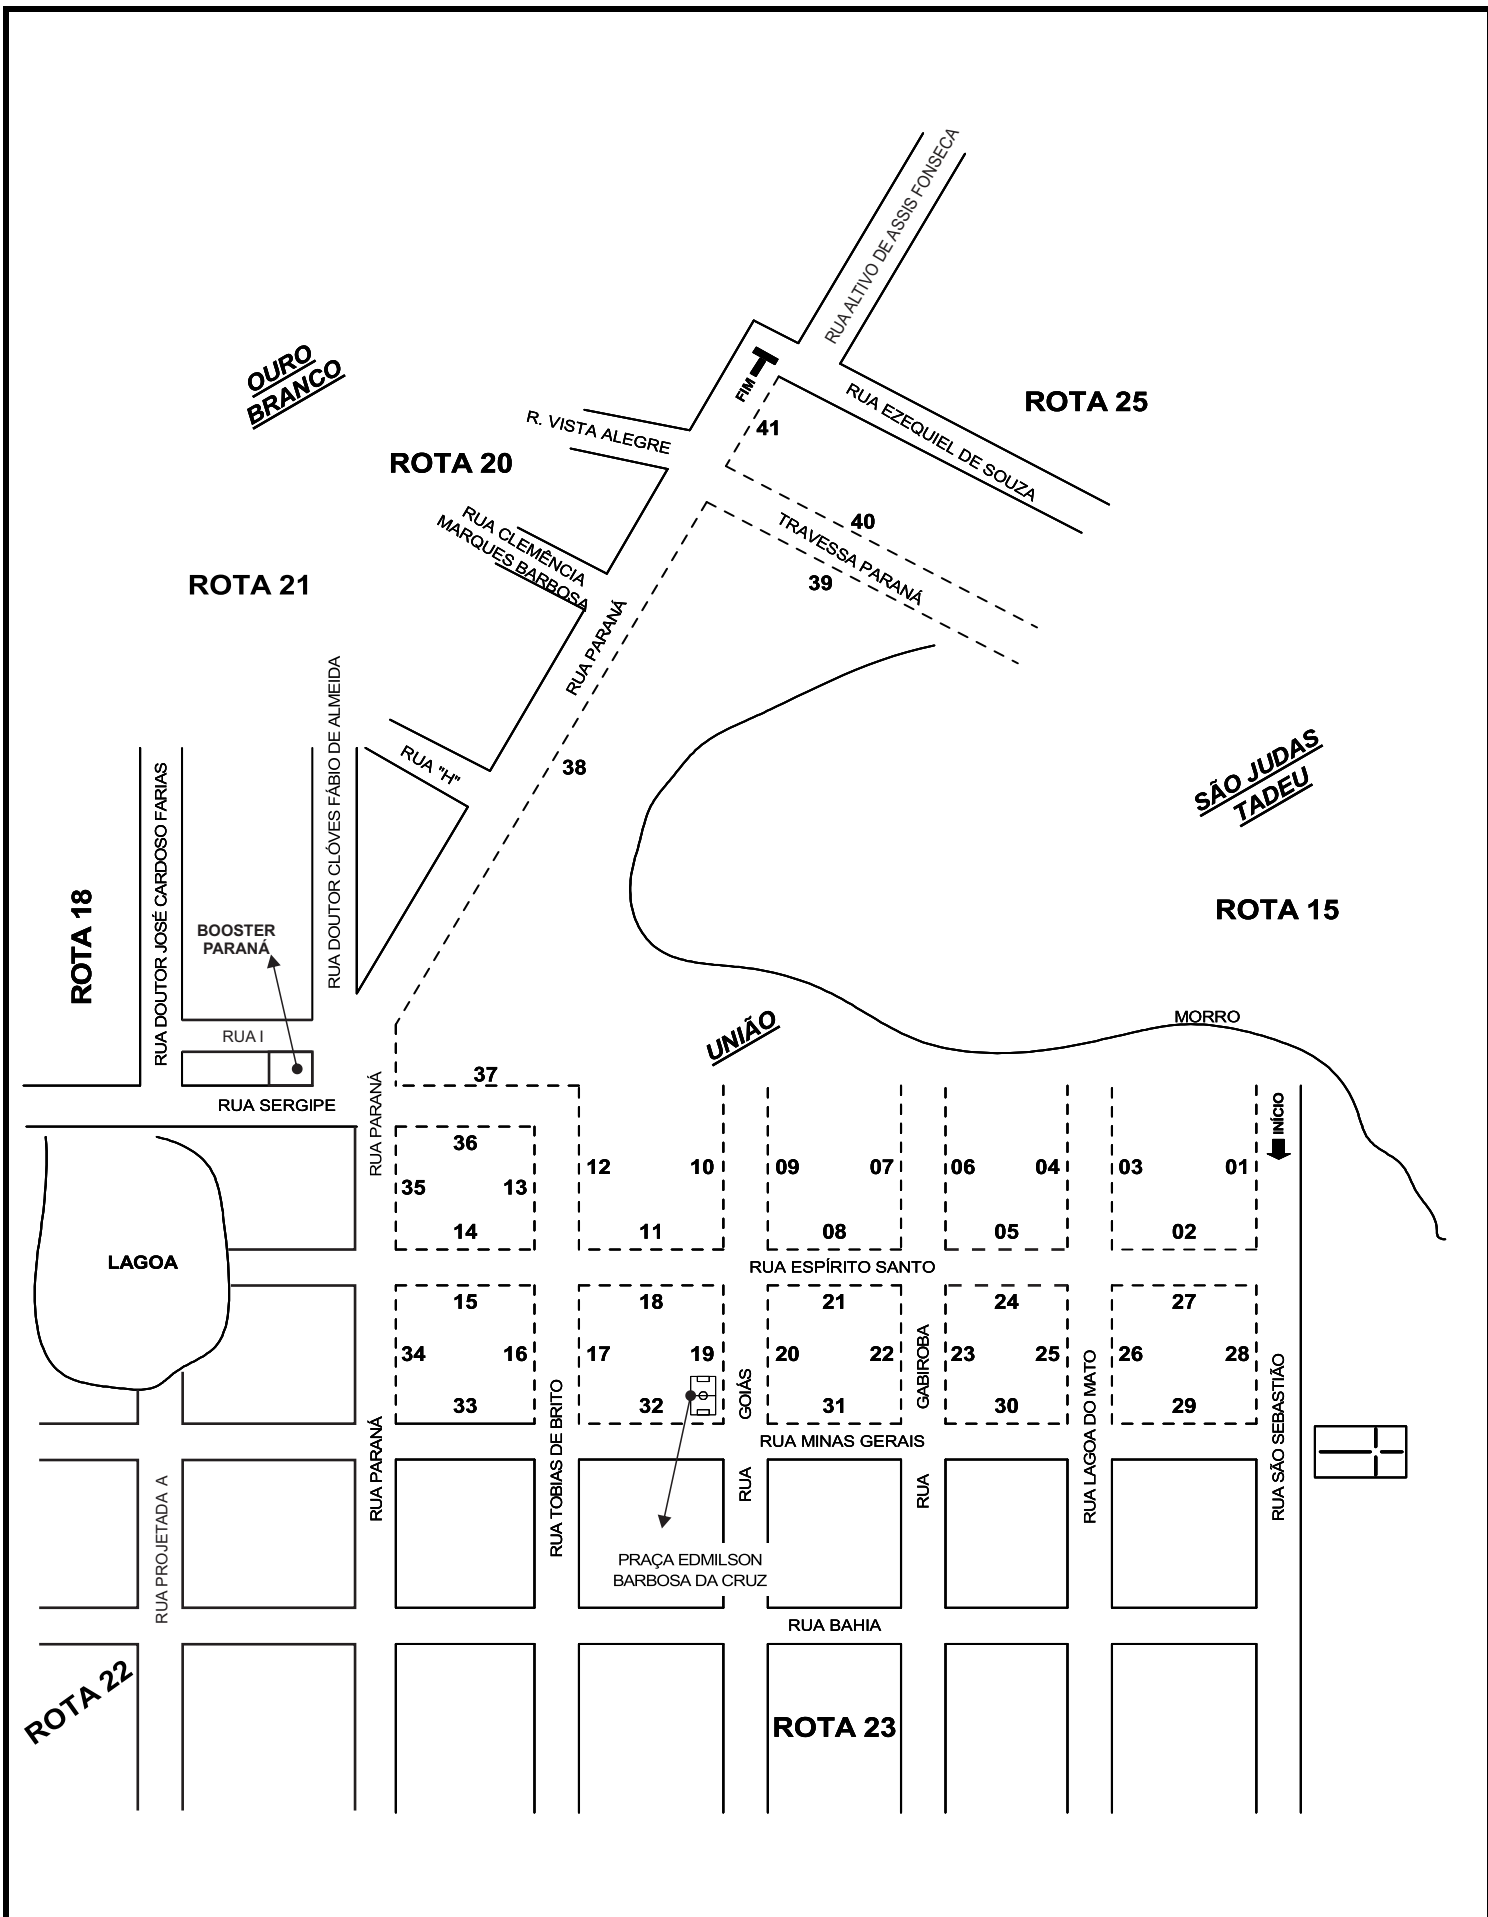 RUA ALTIVO DE ASSIS FONSECA
OURO
BRANCO
FIM
RUA EZEQUIEL DE SOUZA
ROTA 25
R. VISTA ALEGRE
41
ROTA 20
RUA CLEMÊNCIA
MARQUES BARBOSA
40
TRAVESSA PARANÁ
39
ROTA 21
RUA PARANÁ
RUA "H"
38
SÃO JUDAS
TADEU
RUA DOUTOR JOSÉ CARDOSO FARIAS
RUA DOUTOR CLÓVES FÁBIO DE ALMEIDA
ROTA 18
BOOSTER
PARANÁ
ROTA 15
MORRO
UNIÃO
RUA I
37
RUA SERGIPE
RUA PARANÁ
INÍCIO
36
12
10
09
07
06
04
03
01
35
13
14
11
08
05
02
LAGOA
RUA ESPÍRITO SANTO
15
18
21
24
27
34
16
17
19
20
22
23
25
26
28
33
32
31
30
29
RUA PARANÁ
RUA TOBIAS DE BRITO
RUA GOIÁS
RUA GABIROBA
RUA LAGOA DO MATO
RUA SÃO SEBASTIÃO
RUA MINAS GERAIS
RUA PROJETADA A
PRAÇA EDMILSON
BARBOSA DA CRUZ
RUA BAHIA
ROTA 22
ROTA 23